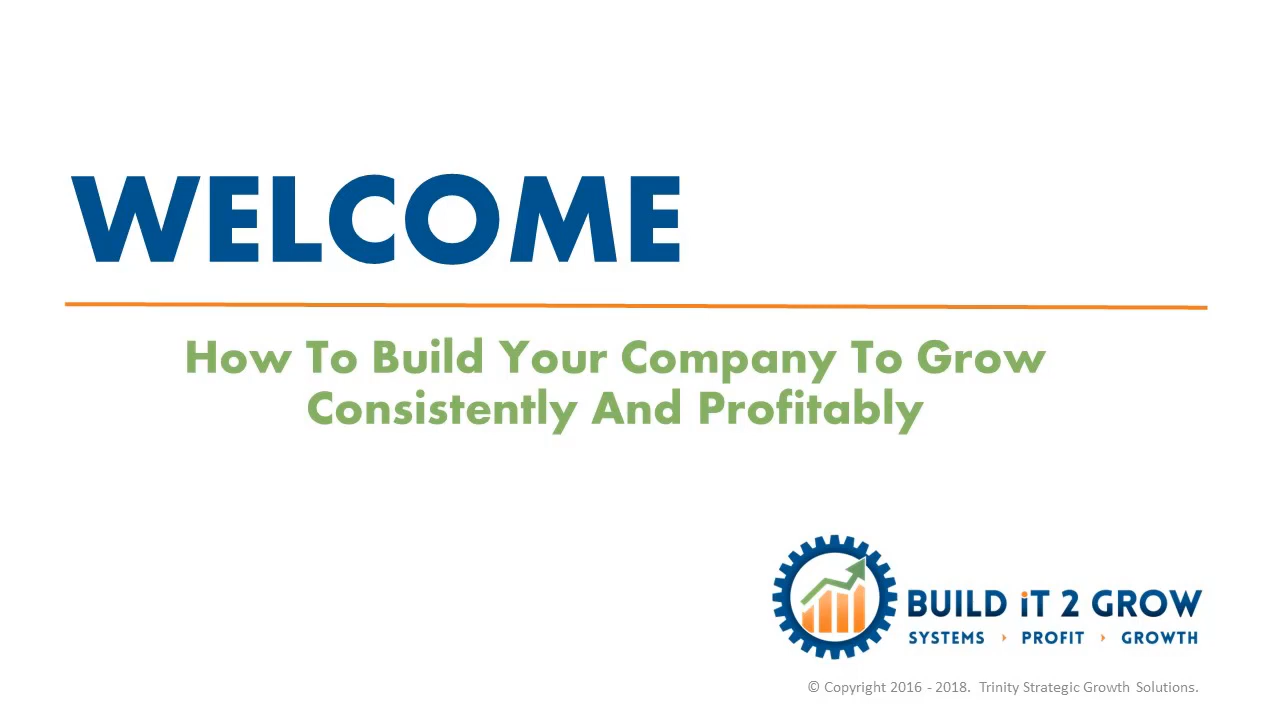 WELCOME
How To Build Your Company To Grow
Consistently And Profitably
BUILD iT 2 GROW
SYSTEMS › PROFIT › GROWTH
© Copyright 2016 - 2018. Trinity Strategic Growth Solutions.